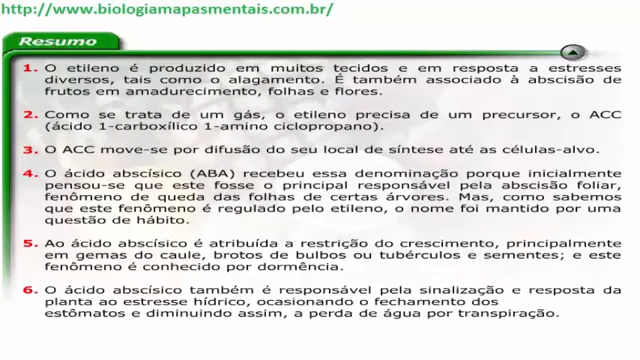 http://www.biologiamapasmentais.com.br/
Resumo
1. O etileno é produzido em muitos tecidos e em resposta a estresses
diversos, tais como o alagamento. É também associado à abscisão de
frutos em amadurecimento, folhas e flores.
2. Como se trata de um gás, o etileno precisa de um precursor, o ACC
(ácido 1-carboxílico 1-amino ciclopropano).
3. O ACC move-se por difusão do seu local de síntese até as células-alvo.
4. O ácido abscísico (ABA) recebeu essa denominação porque inicialmente
pensou-se que este fosse o principal responsável pela abscisão foliar,
fenômeno de queda das folhas de certas árvores. Mas, como sabemos
que este fenômeno é regulado pelo etileno, o nome foi mantido por uma
questão de hábito.
5. Ao ácido abscísico é atribuída a restrição do crescimento, principalmente
em gemas do caule, brotos de bulbos ou tubérculos e sementes; e este
fenômeno é conhecido por dormência.
6. O ácido abscísico também é responsável pela sinalização e resposta da
planta ao estresse hídrico, ocasionando o fechamento dos
estômatos e diminuindo assim, a perda de água por transpiração.